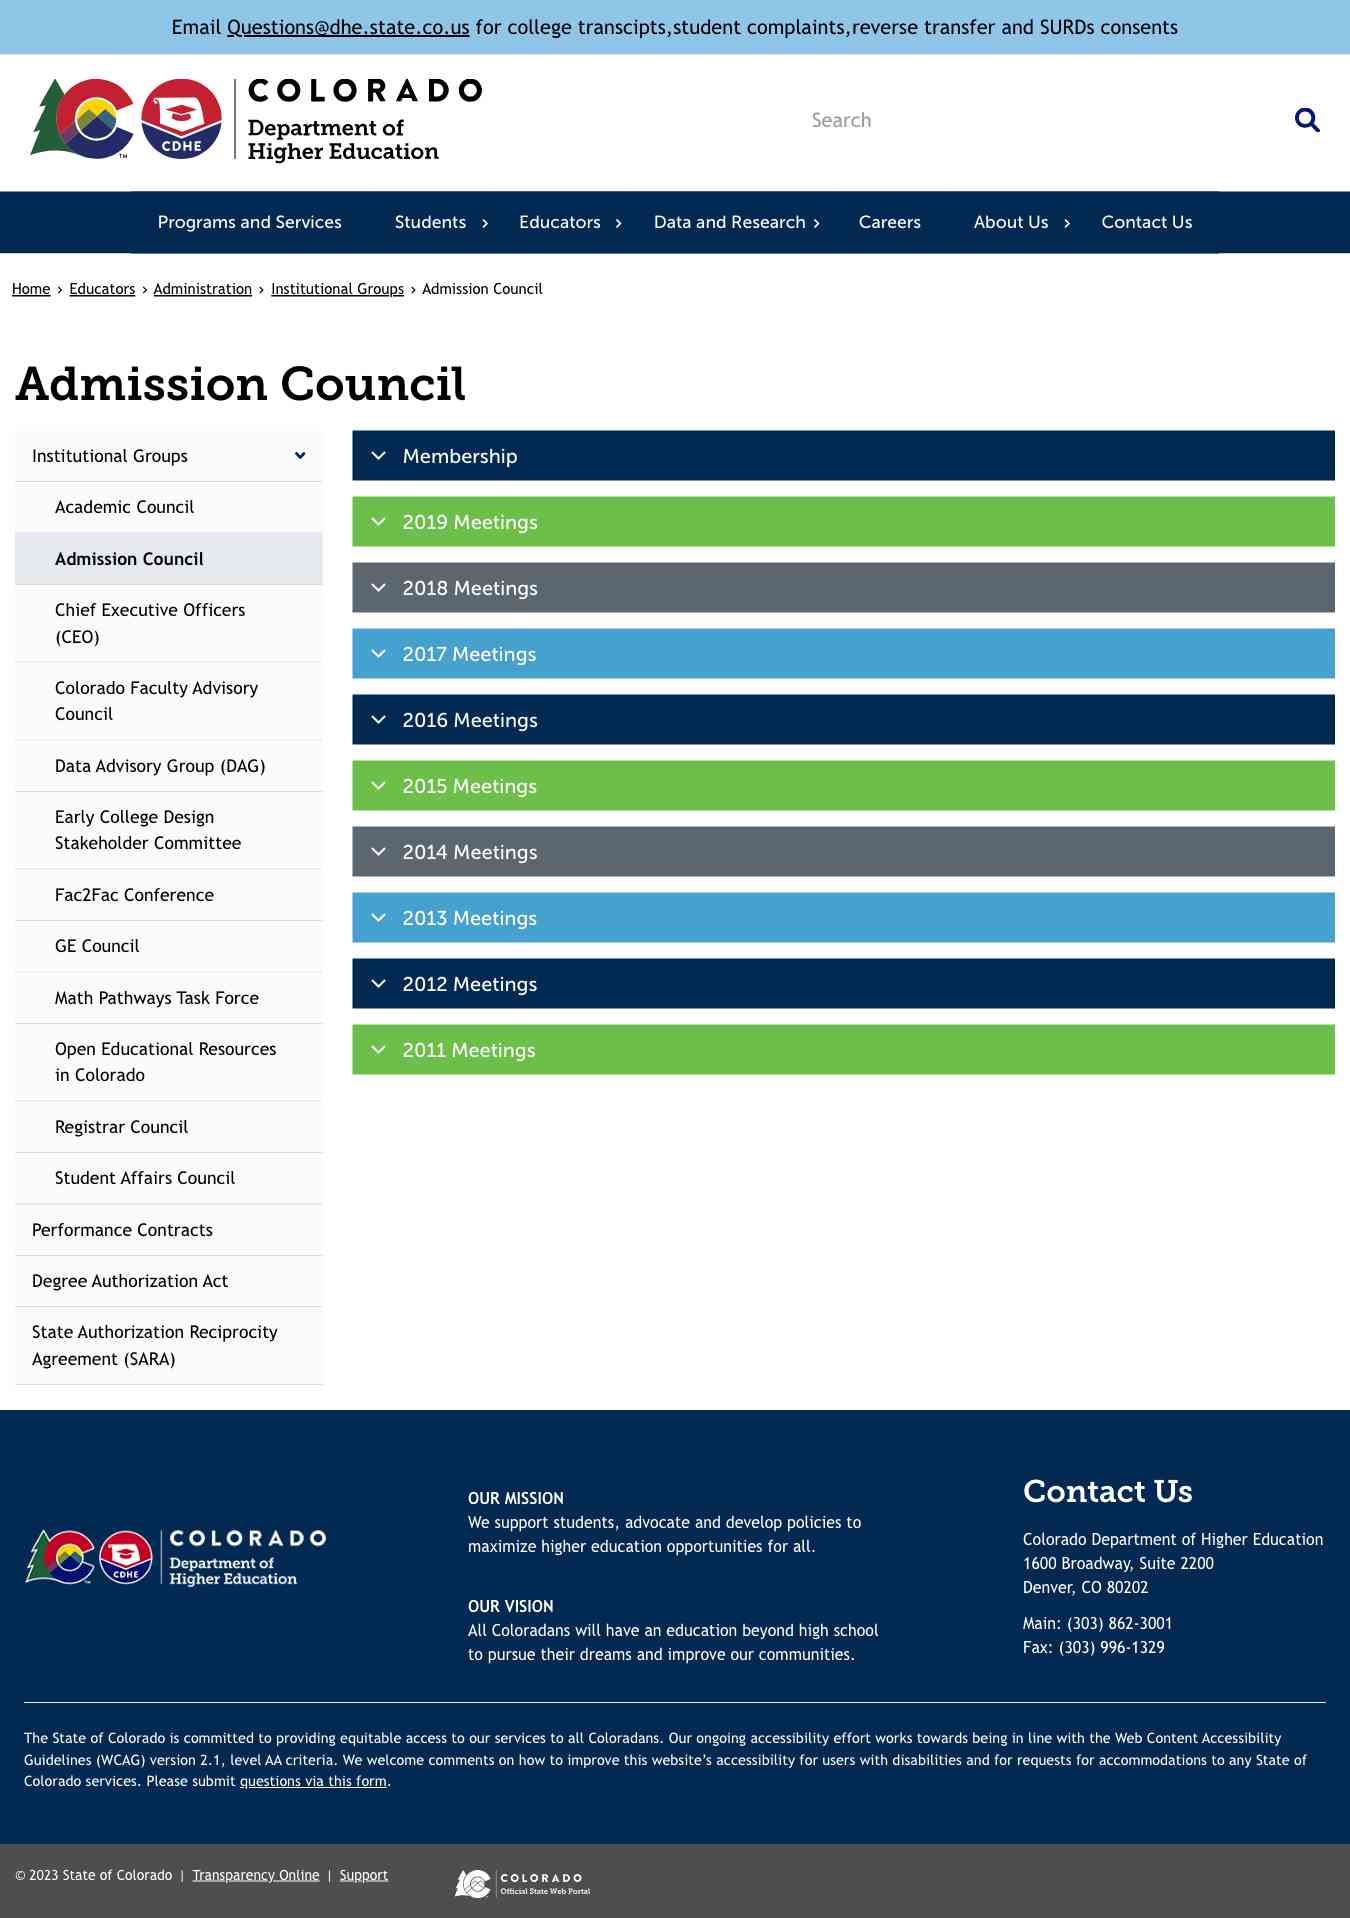 Email Questions@dhe.state.co.us for college transcipts,student complaints,reverse transfer and SURDs consents
CDHE
™
COLORADO
Department of
Higher Education
Search
Programs and Services Students Educators Data and Research Careers About Us Contact Us
Home › Educators › Administration › Institutional Groups › Admission Council
Admission Council
Institutional Groups
Academic Council
Admission Council
Chief Executive Officers
(CEO)
Colorado Faculty Advisory
Council
Data Advisory Group (DAG)
Early College Design
Stakeholder Committee
Fac2Fac Conference
GE Council
Math Pathways Task Force
Open Educational Resources
in Colorado
Registrar Council
Student Affairs Council
Performance Contracts
Degree Authorization Act
State Authorization Reciprocity
Agreement (SARA)
Membership
2019 Meetings
2018 Meetings
2017 Meetings
2016 Meetings
2015 Meetings
2014 Meetings
2013 Meetings
2012 Meetings
2011 Meetings
CDHE
COLORADO
Department of
Higher Education
OUR MISSION
We support students, advocate and develop policies to
maximize higher education opportunities for all.
OUR VISION
All Coloradans will have an education beyond high school
to pursue their dreams and improve our communities.
Contact Us
Colorado Department of Higher Education
1600 Broadway, Suite 2200
Denver, CO 80202
Main: (303) 862-3001
Fax: (303) 996-1329
The State of Colorado is committed to providing equitable access to our services to all Coloradans. Our ongoing accessibility effort works towards being in line with the Web Content Accessibility
Guidelines (WCAG) version 2.1, level AA criteria. We welcome comments on how to improve this website's accessibility for users with disabilities and for requests for accommodations to any State of
Colorado services. Please submit questions via this form.
© 2023 State of Colorado | Transparency Online | Support
COLORADO
Official State Web Portal